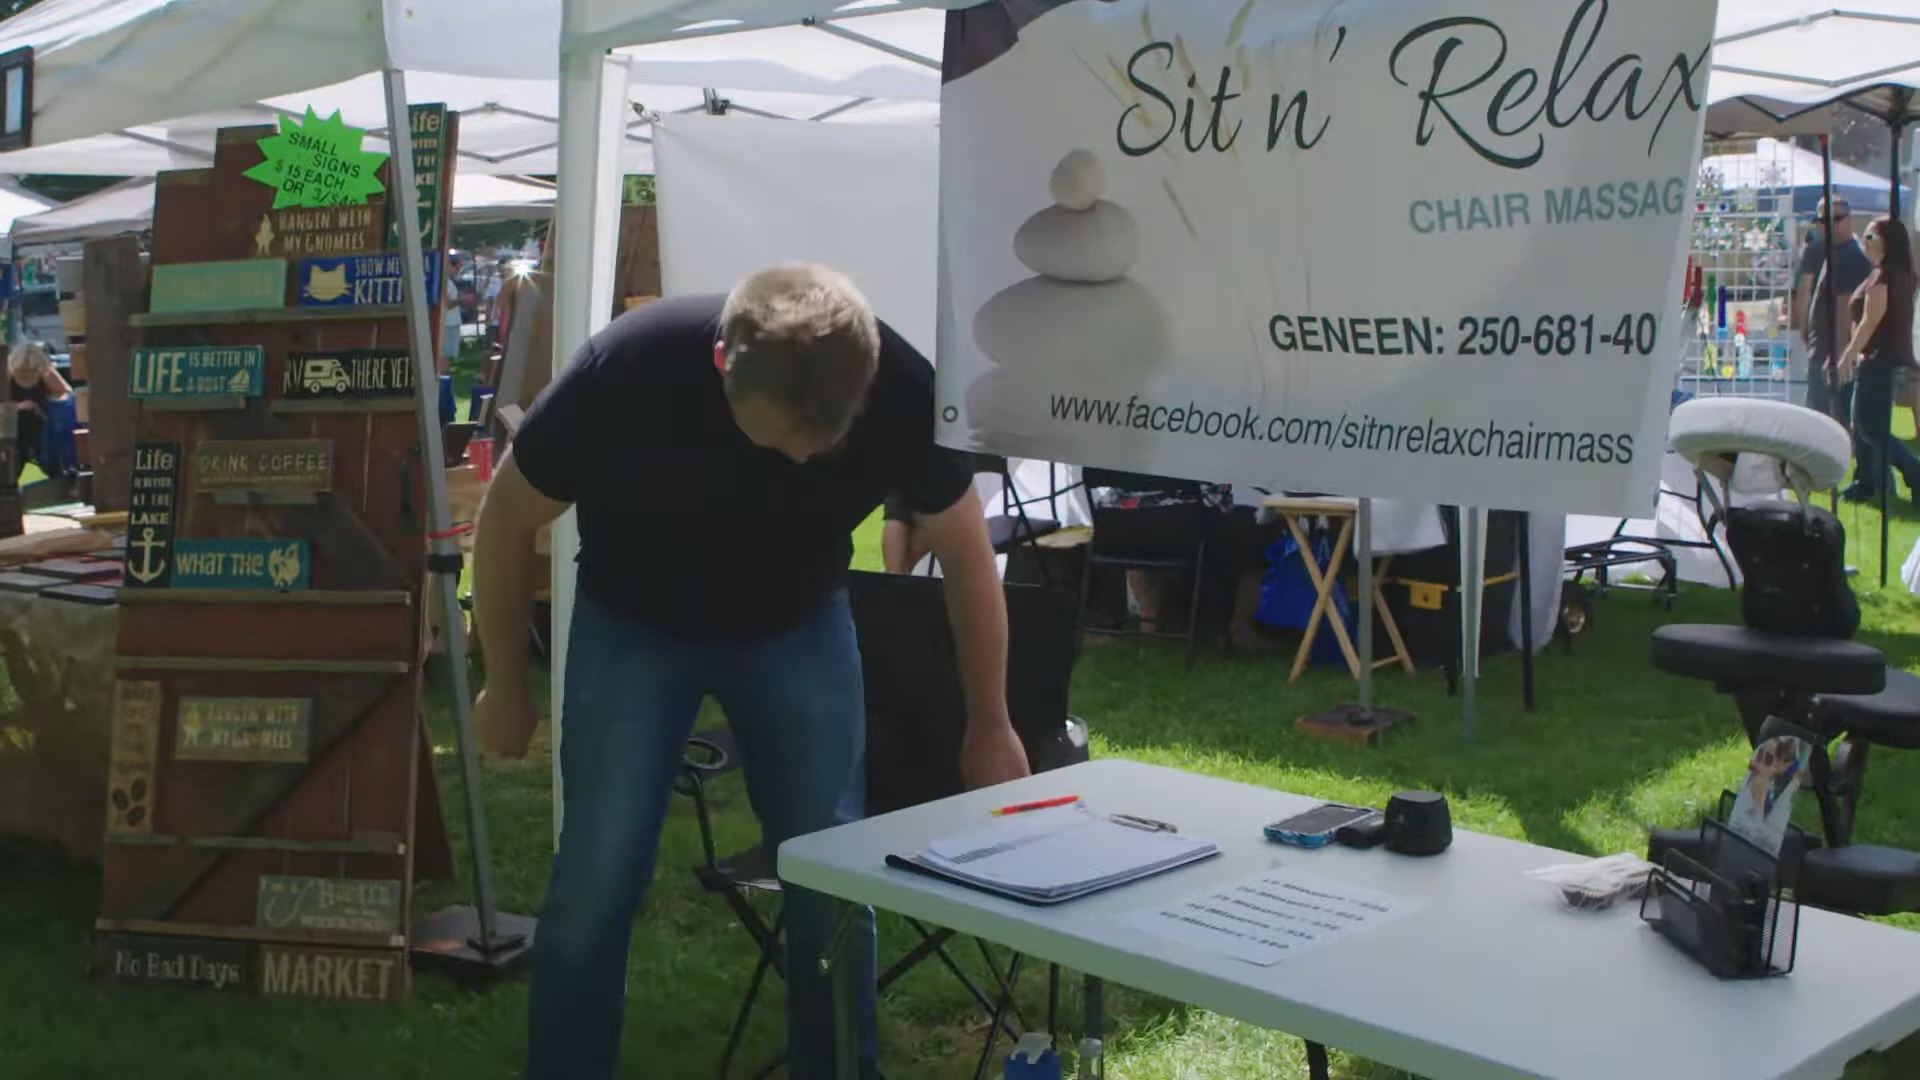 SMALL
SIGNS
$15 EACH
OR 3/$40
life
THE
KE
HANGIN WITH
MY GNOMIES
SHOW ME
KITT
LIFE IS BETTER IN
A BOAT
RV THERE YET
Life
IS BETTER
AT THE
LAKE
DRINK COFFEE
WHAT THE
HANGIN WITH
MY GNOMIES
No Bad Days
MARKET
Sit n' Relax
CHAIR MASSAG
GENEEN: 250-681-40
www.facebook.com/sitnrelaxchairmass